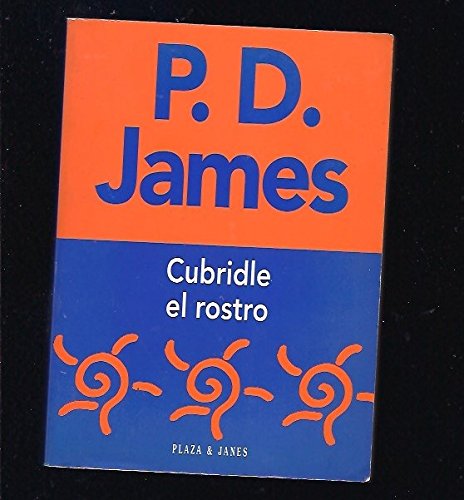 P. D.
James
Cubridle
el rostro
PLAZA & JANES